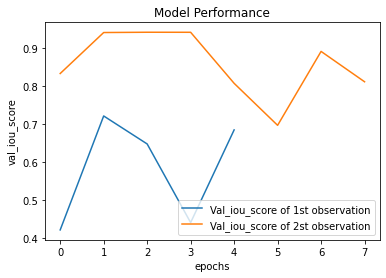 Model Performance
val_iou_score
0.9
0.8
0.7
0.6
0.5
0.4
Val_iou_score of 1st observation
Val_iou_score of 2st observation
0 1 2 3 4 5 6 7
epochs